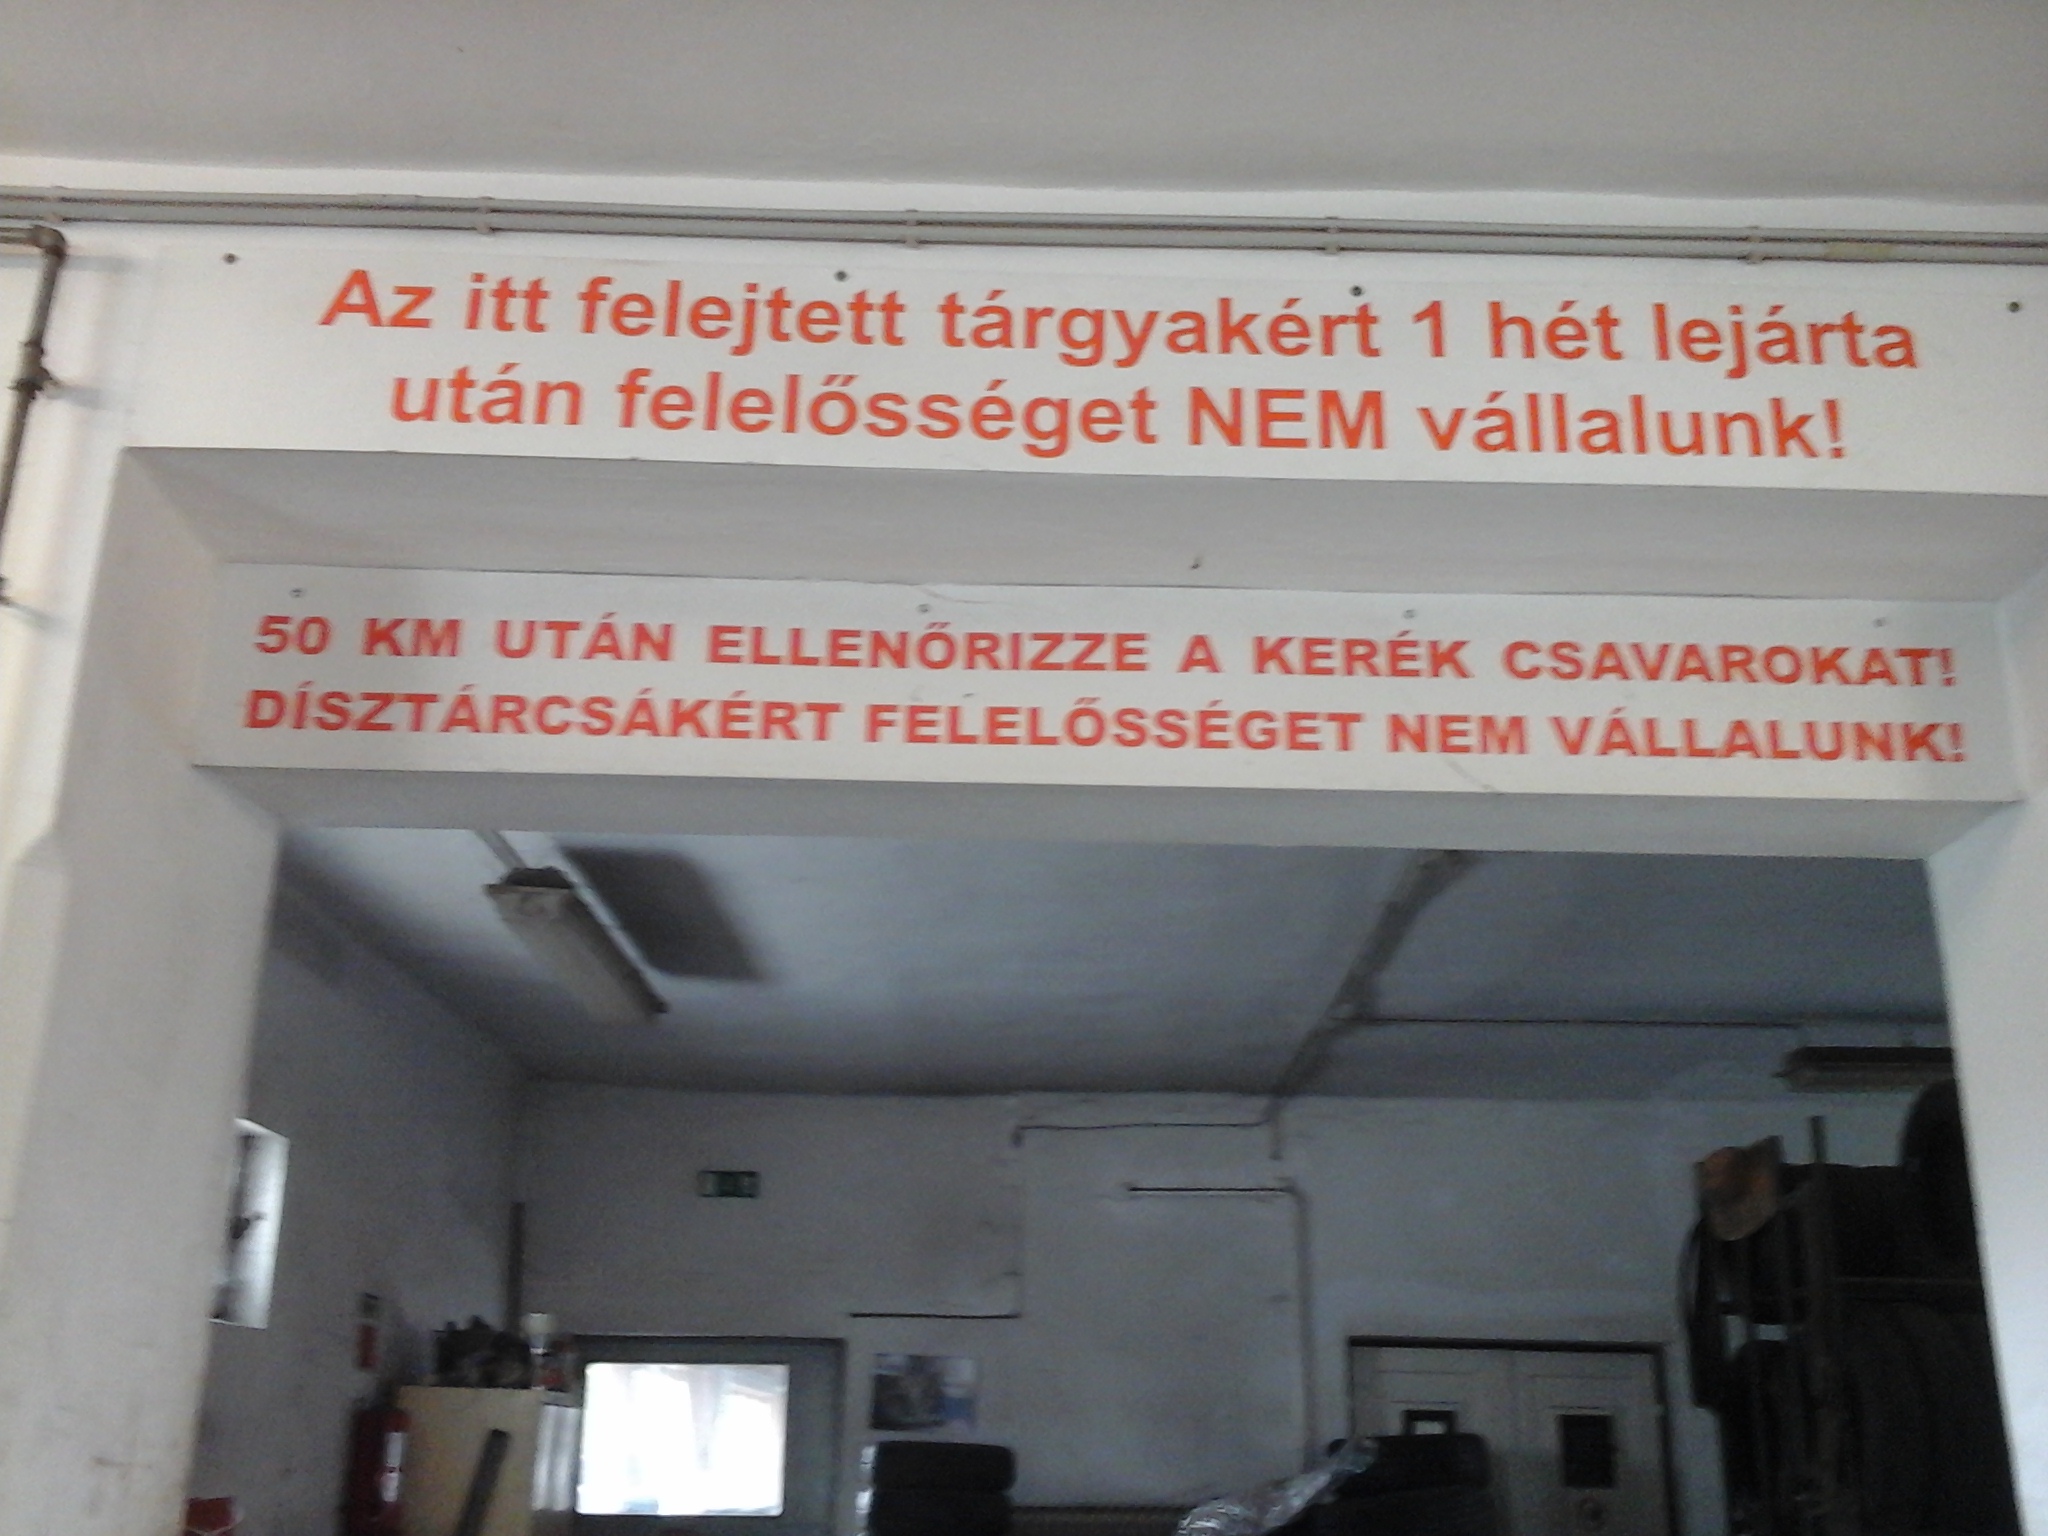 Az itt felejtett tárgyakért 1 hét lejárta
után felelősséget NEM vállalunk!
50 KM UTÁN ELLENŐRIZZE A KERÉK CSAVAROKAT!
DÍSZTÁRCSÁKÉRT FELELŐSSÉGET NEM VÁLLALUNK!